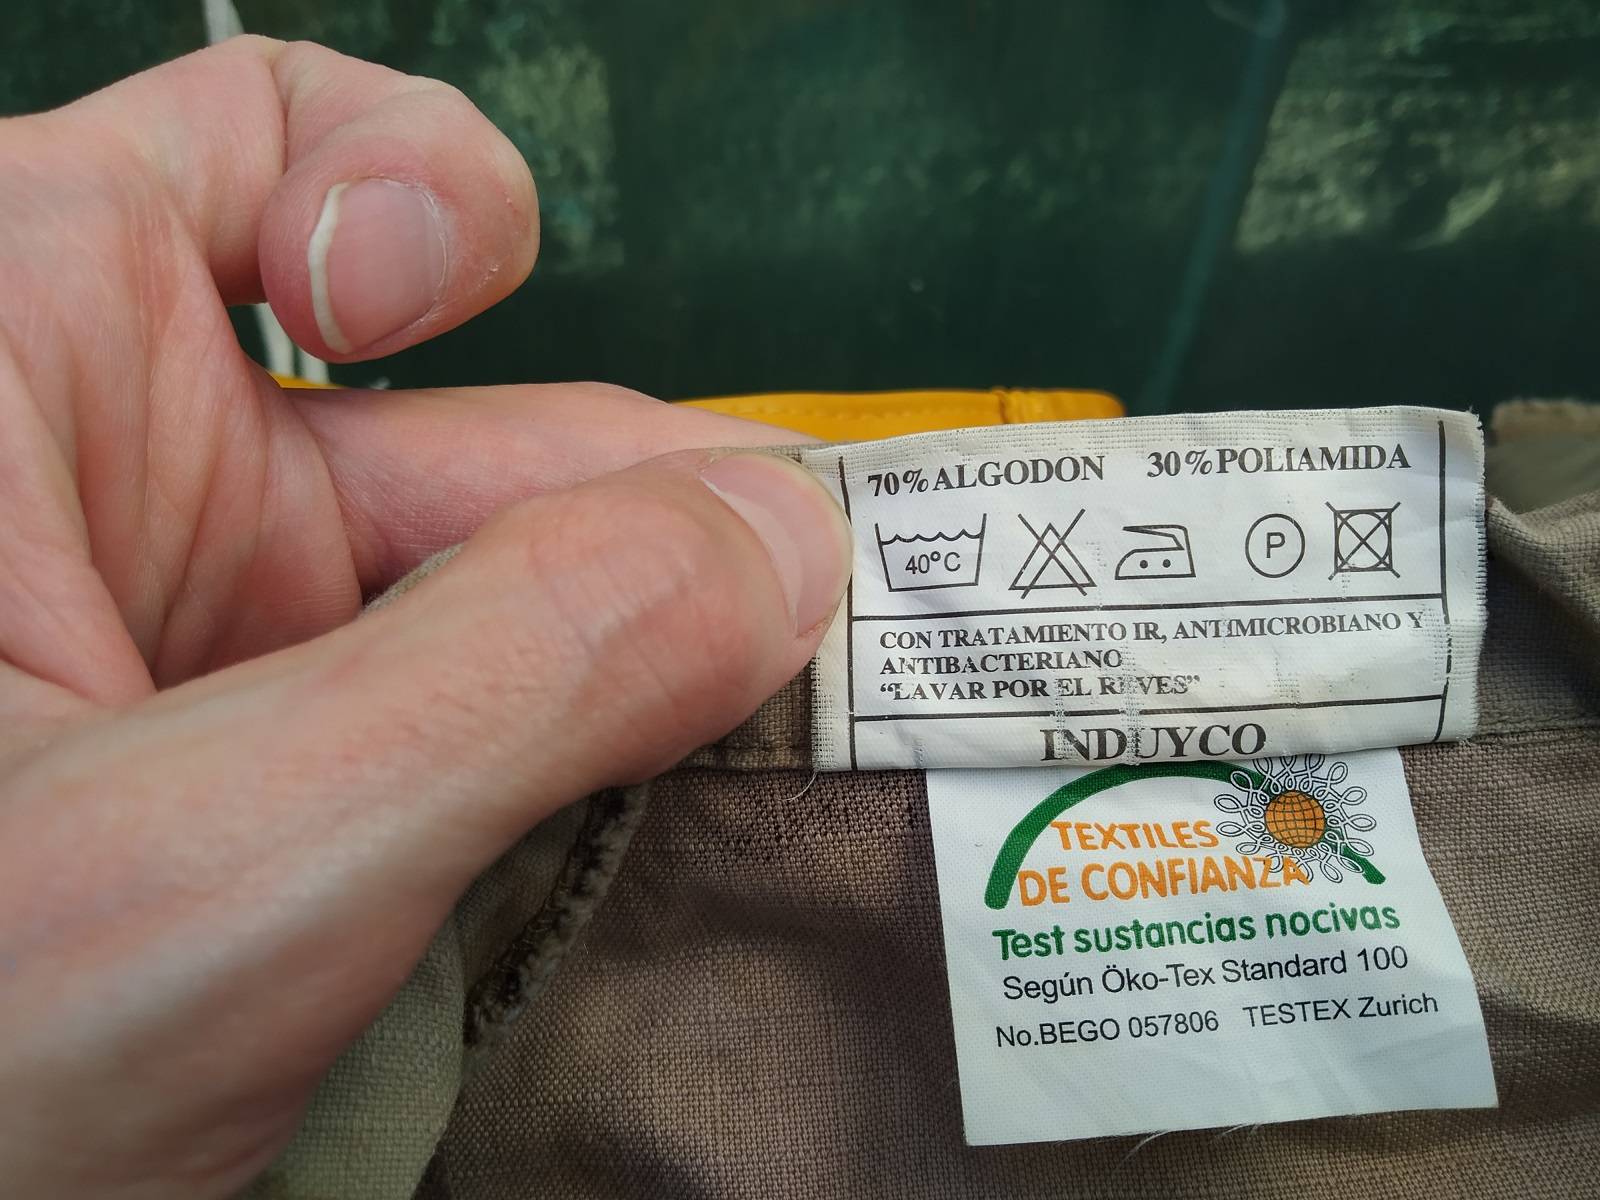 70% ALGODON 30% POLIAMIDA
40°C P
CON TRATAMIENTO IR, ANTIMICROBIANO Y
ANTIBACTERIANO
“LAVAR POR EL REVES”
INDUYCO
TEXTILES
DE CONFIANZA
Test sustancias nocivas
Según Öko-Tex Standard 100
No.BEGO 057806 TESTEX Zurich